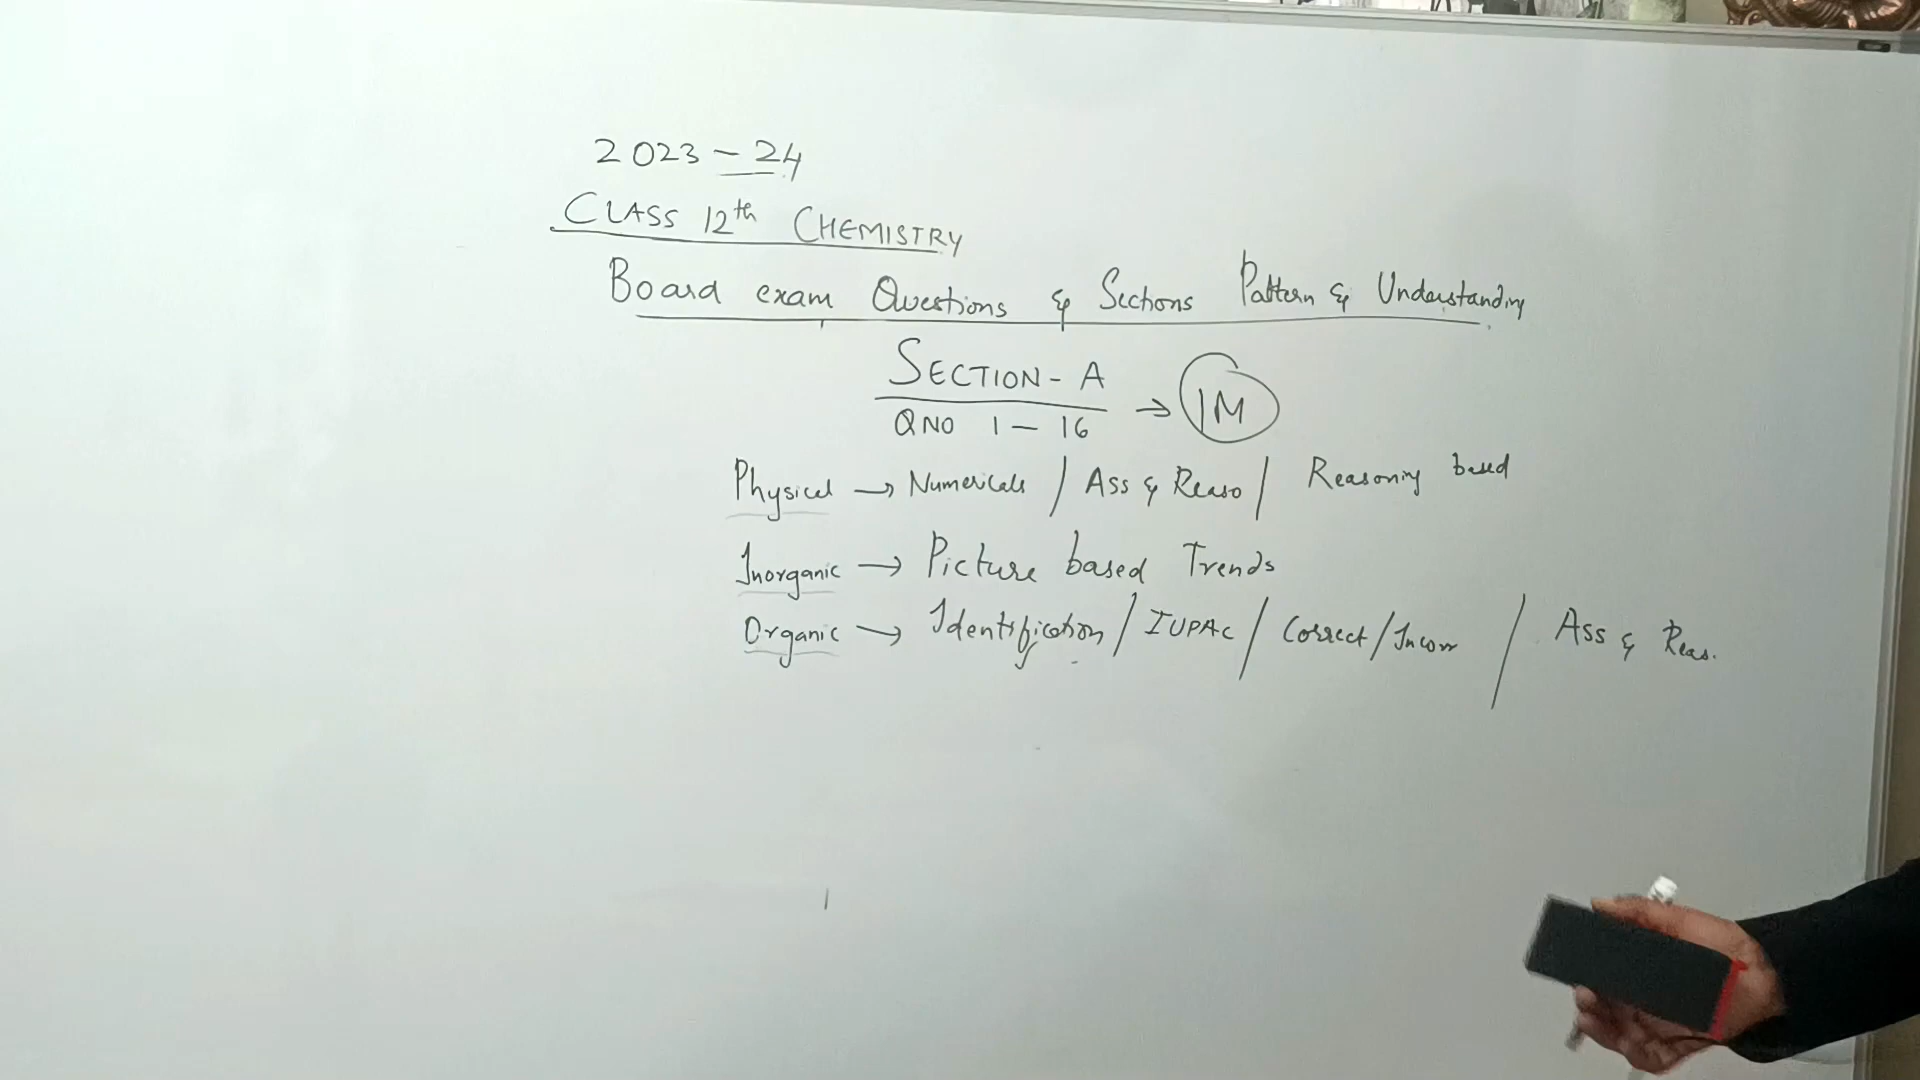 2023-24
CLASS 12th CHEMISTRY
Board exam Questions & Sections Pattern & Understanding
SECTION-A
QNO 1-16 → 1M
Physical → Numericals / Ass & Reaso / Reasoning based
Inorganic → Picture based Trends
Organic → Identification / IUPAC / Correct/Incorr / Ass & Reas.